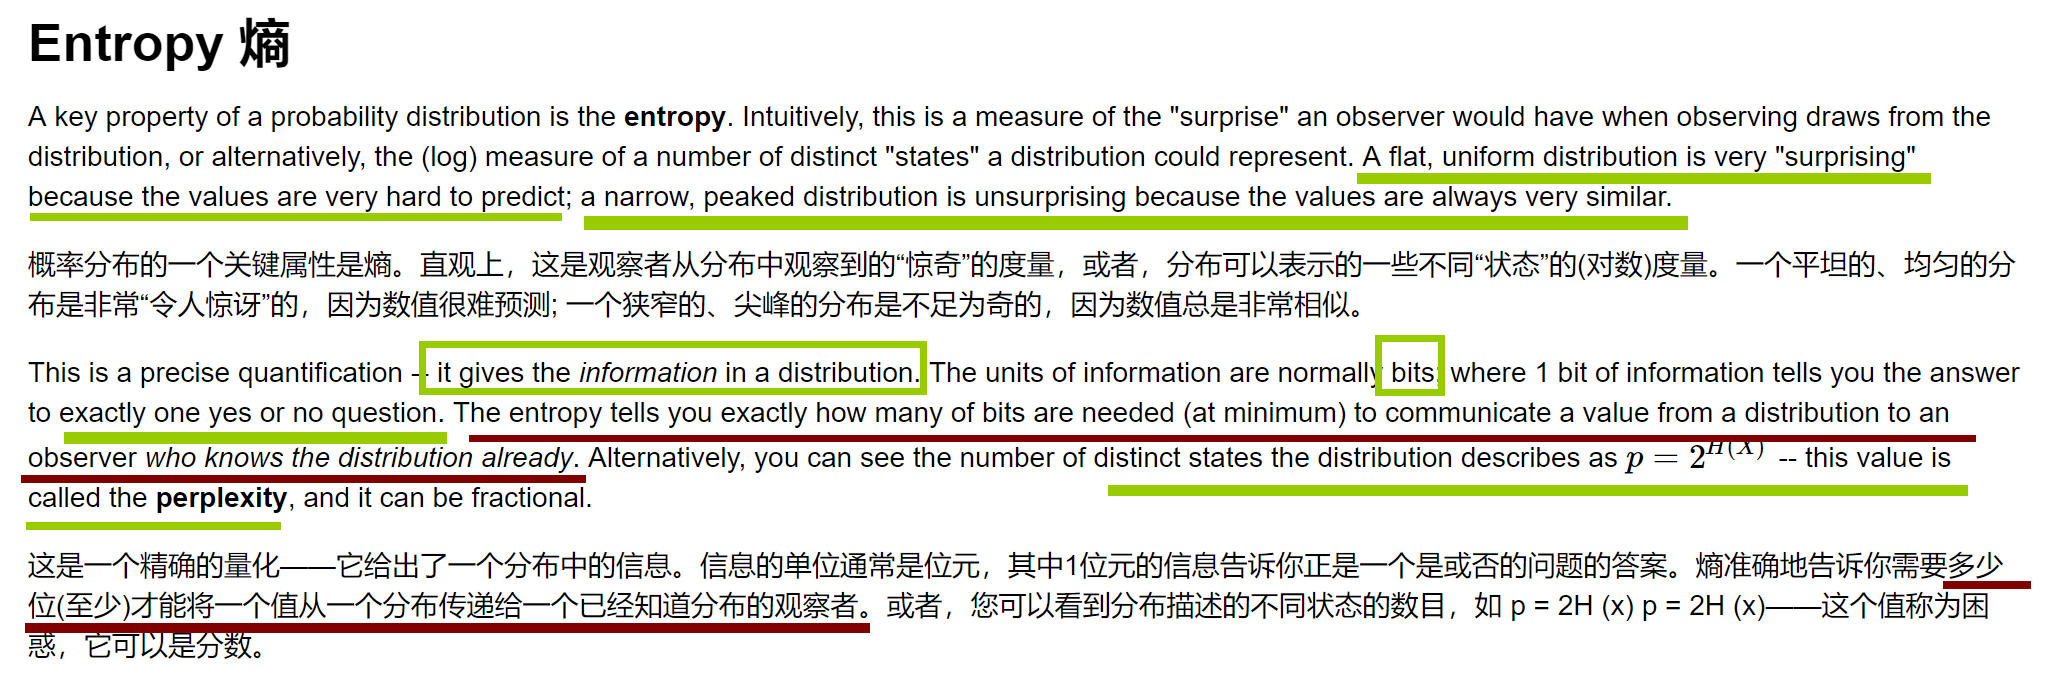 Entropy 熵
A key property of a probability distribution is the entropy. Intuitively, this is a measure of the "surprise" an observer would have when observing draws from the
distribution, or alternatively, the (log) measure of a number of distinct "states" a distribution could represent. A flat, uniform distribution is very "surprising"
because the values are very hard to predict; a narrow, peaked distribution is unsurprising because the values are always very similar.
概率分布的一个关键属性是熵。直观上，这是观察者从分布中观察到的“惊奇”的度量，或者，分布可以表示的一些不同“状态”的(对数)度量。一个平坦的、均匀的分
布是非常“令人惊讶”的，因为数值很难预测; 一个狭窄的、尖峰的分布是不足为奇的，因为数值总是非常相似。
This is a precise quantification -- it gives the information in a distribution. The units of information are normally bits; where 1 bit of information tells you the answer
to exactly one yes or no question. The entropy tells you exactly how many of bits are needed (at minimum) to communicate a value from a distribution to an
observer who knows the distribution already. Alternatively, you can see the number of distinct states the distribution describes as p = 2^{H(X)} -- this value is
called the perplexity, and it can be fractional.
这是一个精确的量化——它给出了一个分布中的信息。信息的单位通常是位元，其中1位元的信息告诉你正是一个是或否的问题的答案。熵准确地告诉你需要多少
位(至少)才能将一个值从一个分布传递给一个已经知道分布的观察者。或者，您可以看到分布描述的不同状态的数目，如 p = 2H (x) p = 2H (x)——这个值称为困
惑，它可以是分数。